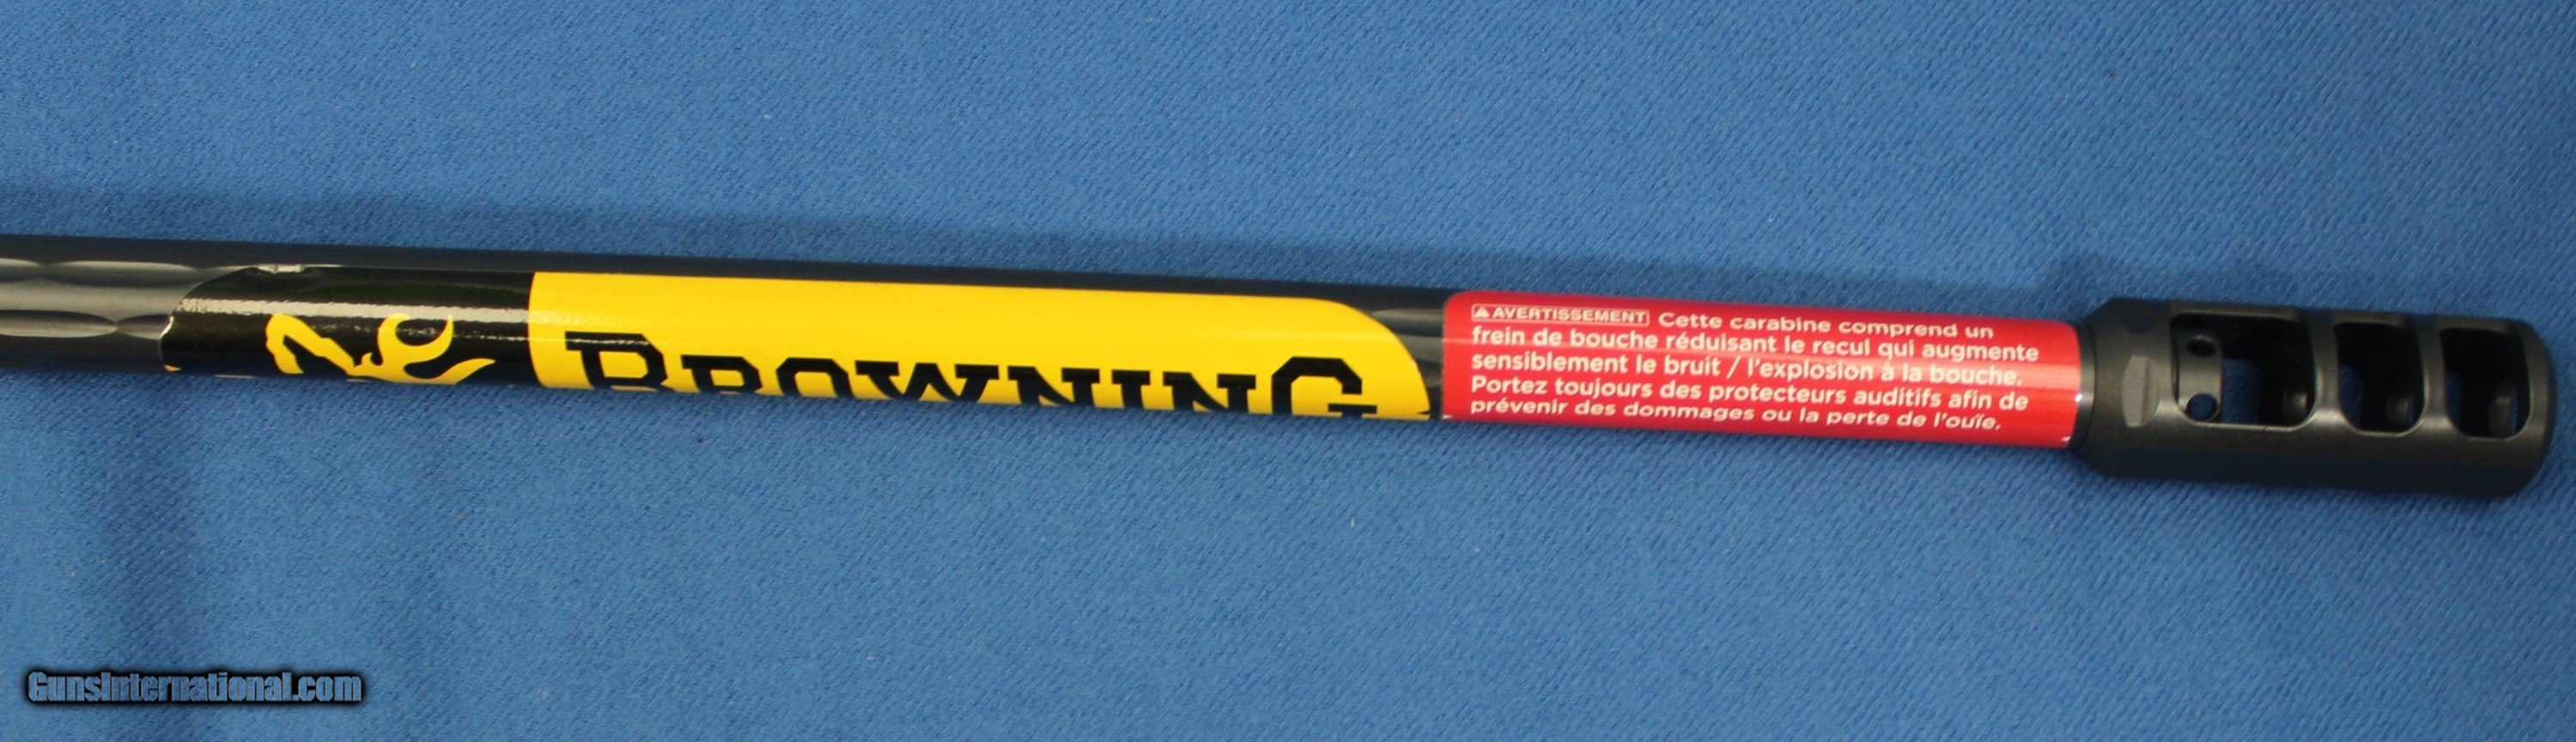 BROWNING
AVERTISSEMENT Cette carabine comprend un
frein de bouche réduisant le recul qui augmente
sensiblement le bruit / l'explosion à la bouche.
Portez toujours des protecteurs auditifs afin de
prévenir des dommages ou la perte de l'ouïe.
GunsInternational.com